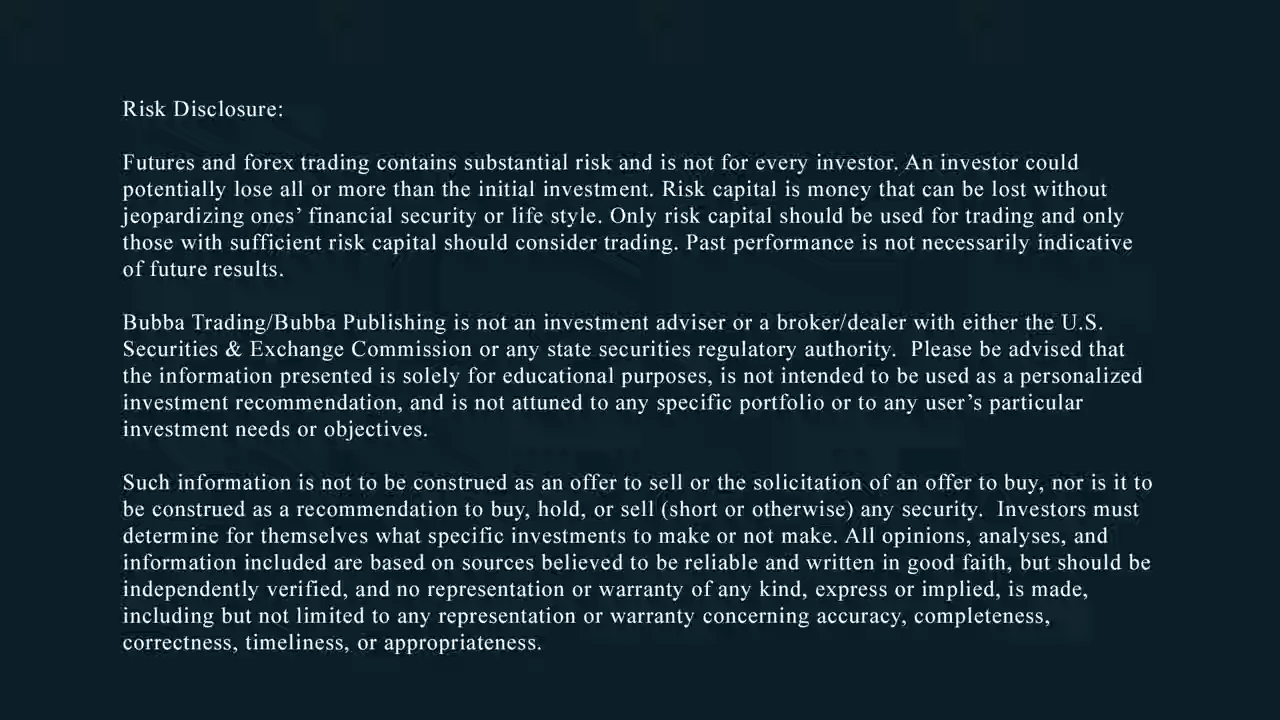 Risk Disclosure:
Futures and forex trading contains substantial risk and is not for every investor. An investor could
potentially lose all or more than the initial investment. Risk capital is money that can be lost without
jeopardizing ones’ financial security or life style. Only risk capital should be used for trading and only
those with sufficient risk capital should consider trading. Past performance is not necessarily indicative
of future results.
Bubba Trading/Bubba Publishing is not an investment adviser or a broker/dealer with either the U.S.
Securities & Exchange Commission or any state securities regulatory authority.  Please be advised that
the information presented is solely for educational purposes, is not intended to be used as a personalized
investment recommendation, and is not attuned to any specific portfolio or to any user’s particular
investment needs or objectives.
Such information is not to be construed as an offer to sell or the solicitation of an offer to buy, nor is it to
be construed as a recommendation to buy, hold, or sell (short or otherwise) any security.  Investors must
determine for themselves what specific investments to make or not make. All opinions, analyses, and
information included are based on sources believed to be reliable and written in good faith, but should be
independently verified, and no representation or warranty of any kind, express or implied, is made,
including but not limited to any representation or warranty concerning accuracy, completeness,
correctness, timeliness, or appropriateness.